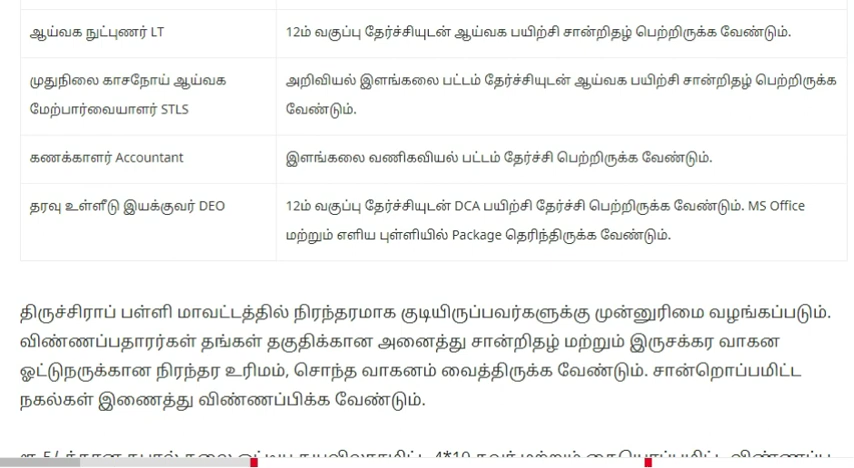 ஆய்வக நுட்புணர் LT
12ம் வகுப்பு தேர்ச்சியுடன் ஆய்வக பயிற்சி சான்றிதழ் பெற்றிருக்க வேண்டும்.
முதுநிலை காசநோய் ஆய்வக
மேற்பார்வையாளர் STLS
அறிவியல் இளங்கலை பட்டம் தேர்ச்சியுடன் ஆய்வக பயிற்சி சான்றிதழ் பெற்றிருக்க
வேண்டும்.
கணக்காளர் Accountant
இளங்கலை வணிகவியல் பட்டம் தேர்ச்சி பெற்றிருக்க வேண்டும்.
தரவு உள்ளீடு இயக்குவர் DEO
12ம் வகுப்பு தேர்ச்சியுடன் DCA பயிற்சி தேர்ச்சி பெற்றிருக்க வேண்டும். MS Office
மற்றும் எளிய புள்ளியில் Package தெரிந்திருக்க வேண்டும்.
திருச்சிராப் பள்ளி மாவட்டத்தில் நிரந்தரமாக குடியிருப்பவர்களுக்கு முன்னுரிமை வழங்கப்படும்.
விண்ணப்பதாரர்கள் தங்கள் தகுதிக்கான அனைத்து சான்றிதழ் மற்றும் இருசக்கர வாகன
ஓட்டுநருக்கான நிரந்தர உரிமம், சொந்த வாகனம் வைத்திருக்க வேண்டும். சான்றொப்பமிட்ட
நகல்கள் இணைத்து விண்ணப்பிக்க வேண்டும்.